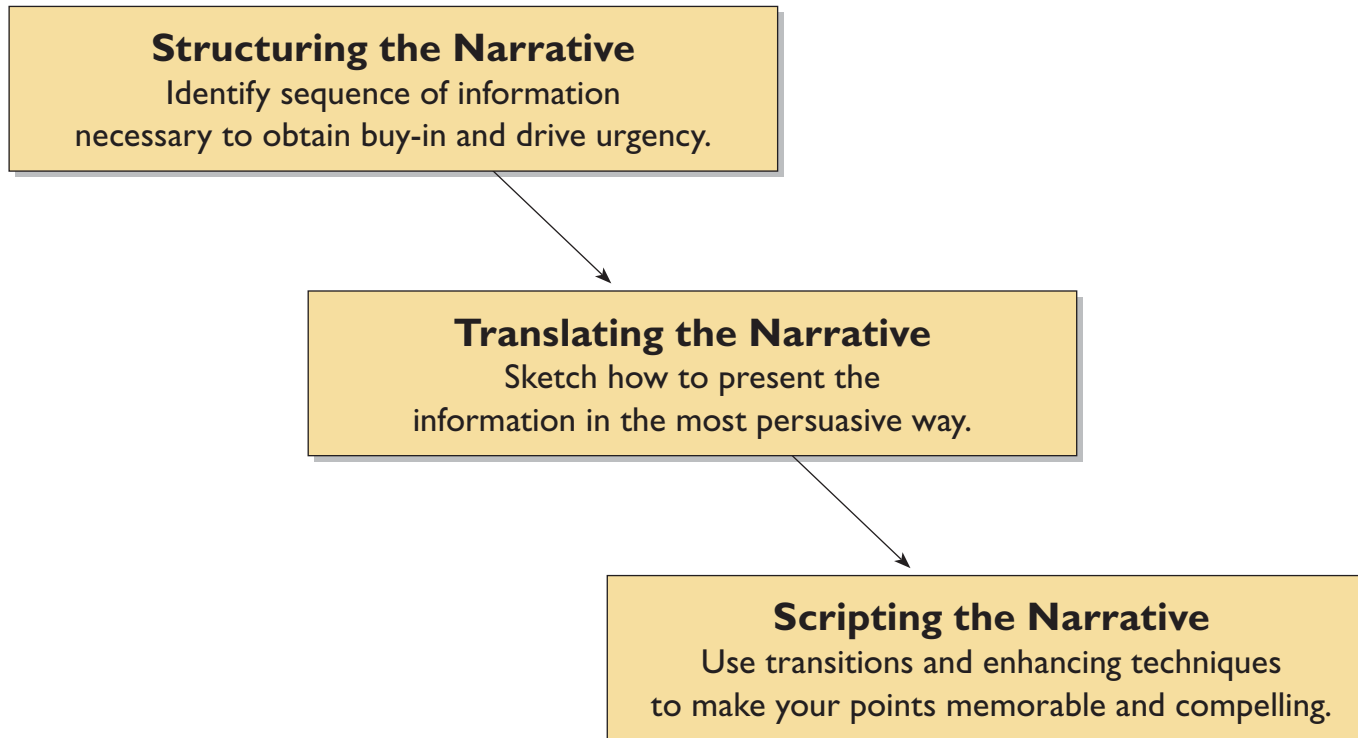 Structuring the Narrative
Identify sequence of information
necessary to obtain buy-in and drive urgency.
Translating the Narrative
Sketch how to present the
information in the most persuasive way.
Scripting the Narrative
Use transitions and enhancing techniques
to make your points memorable and compelling.